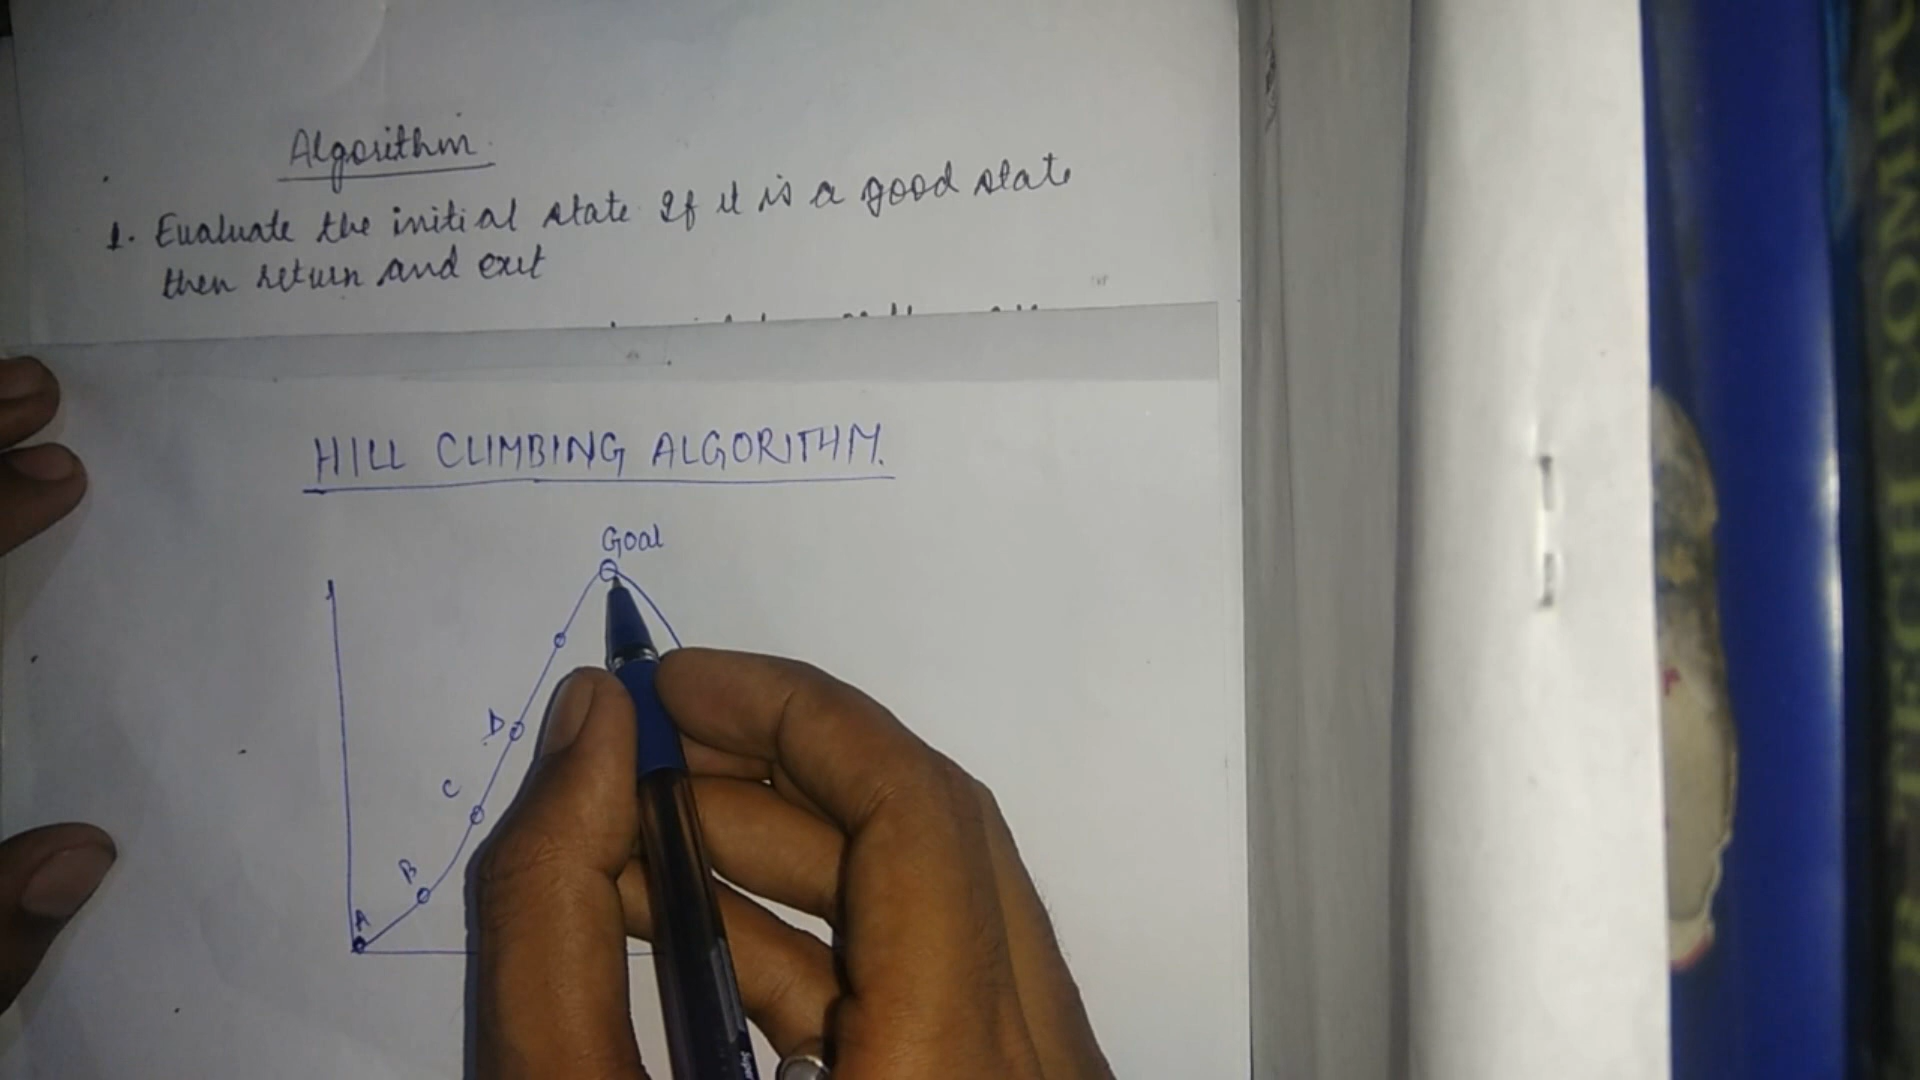 Algorithm.
1. Evaluate the initial state If it is a good state
then return and exit
HILL CLIMBING ALGORITHM.
Goal
D
C
B
A